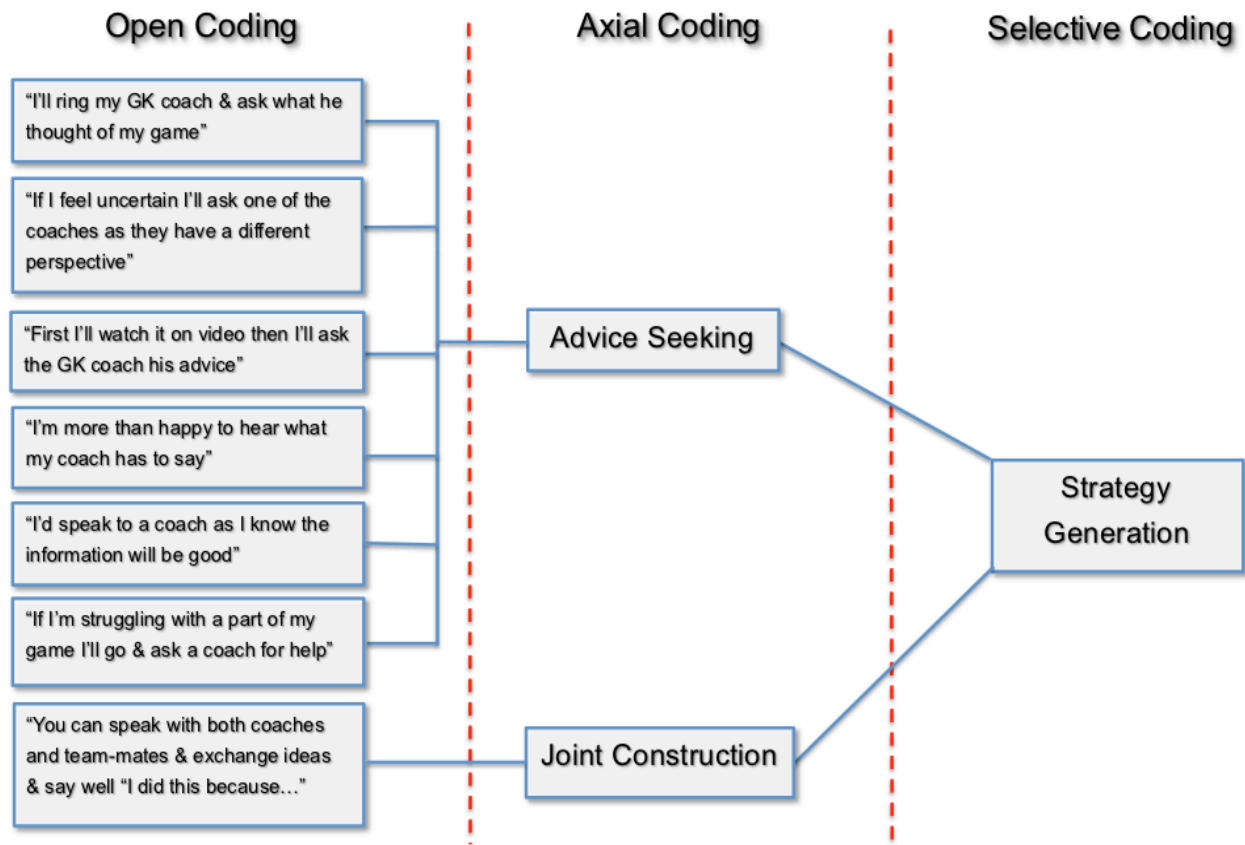 Open Coding
Axial Coding
Selective Coding
“I’ll ring my GK coach & ask what he
thought of my game”
“If I feel uncertain I’ll ask one of the
coaches as they have a different
perspective”
“First I’ll watch it on video then I’ll ask
the GK coach his advice”
“I’m more than happy to hear what
my coach has to say”
“I’d speak to a coach as I know the
information will be good”
“If I’m struggling with a part of my
game I’ll go & ask a coach for help”
“You can speak with both coaches
and team-mates & exchange ideas
& say well “I did this because…”
Advice Seeking
Joint Construction
Strategy
Generation